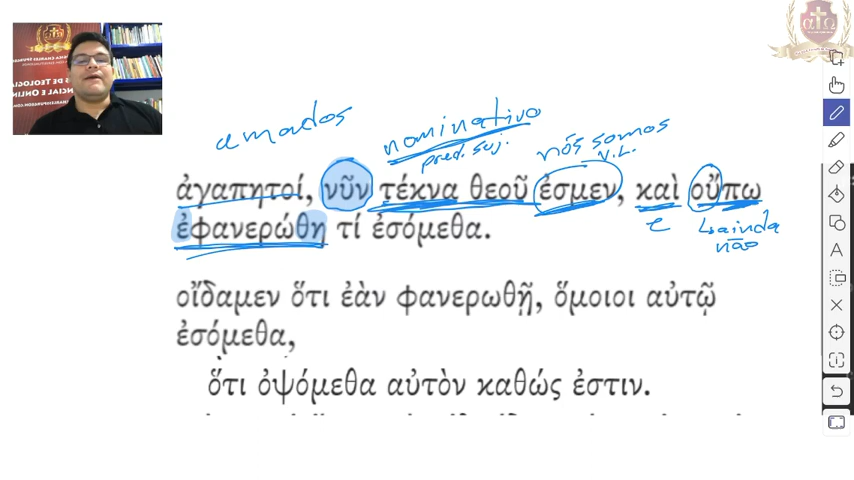 amados
nominativo
pred. suj.
nós somos
v.L.
ἀγαπητοί, νῦν τέκνα θεοῦ ἐσμεν, καὶ οὔπω
e
ainda
não
ἐφανερώθη τί ἐσόμεθα.
οἴδαμεν ὅτι ἐὰν φανερωθῇ, ὅμοιοι αὐτῷ
ἐσόμεθα,
ὅτι ὀψόμεθα αὐτὸν καθώς ἐστιν.